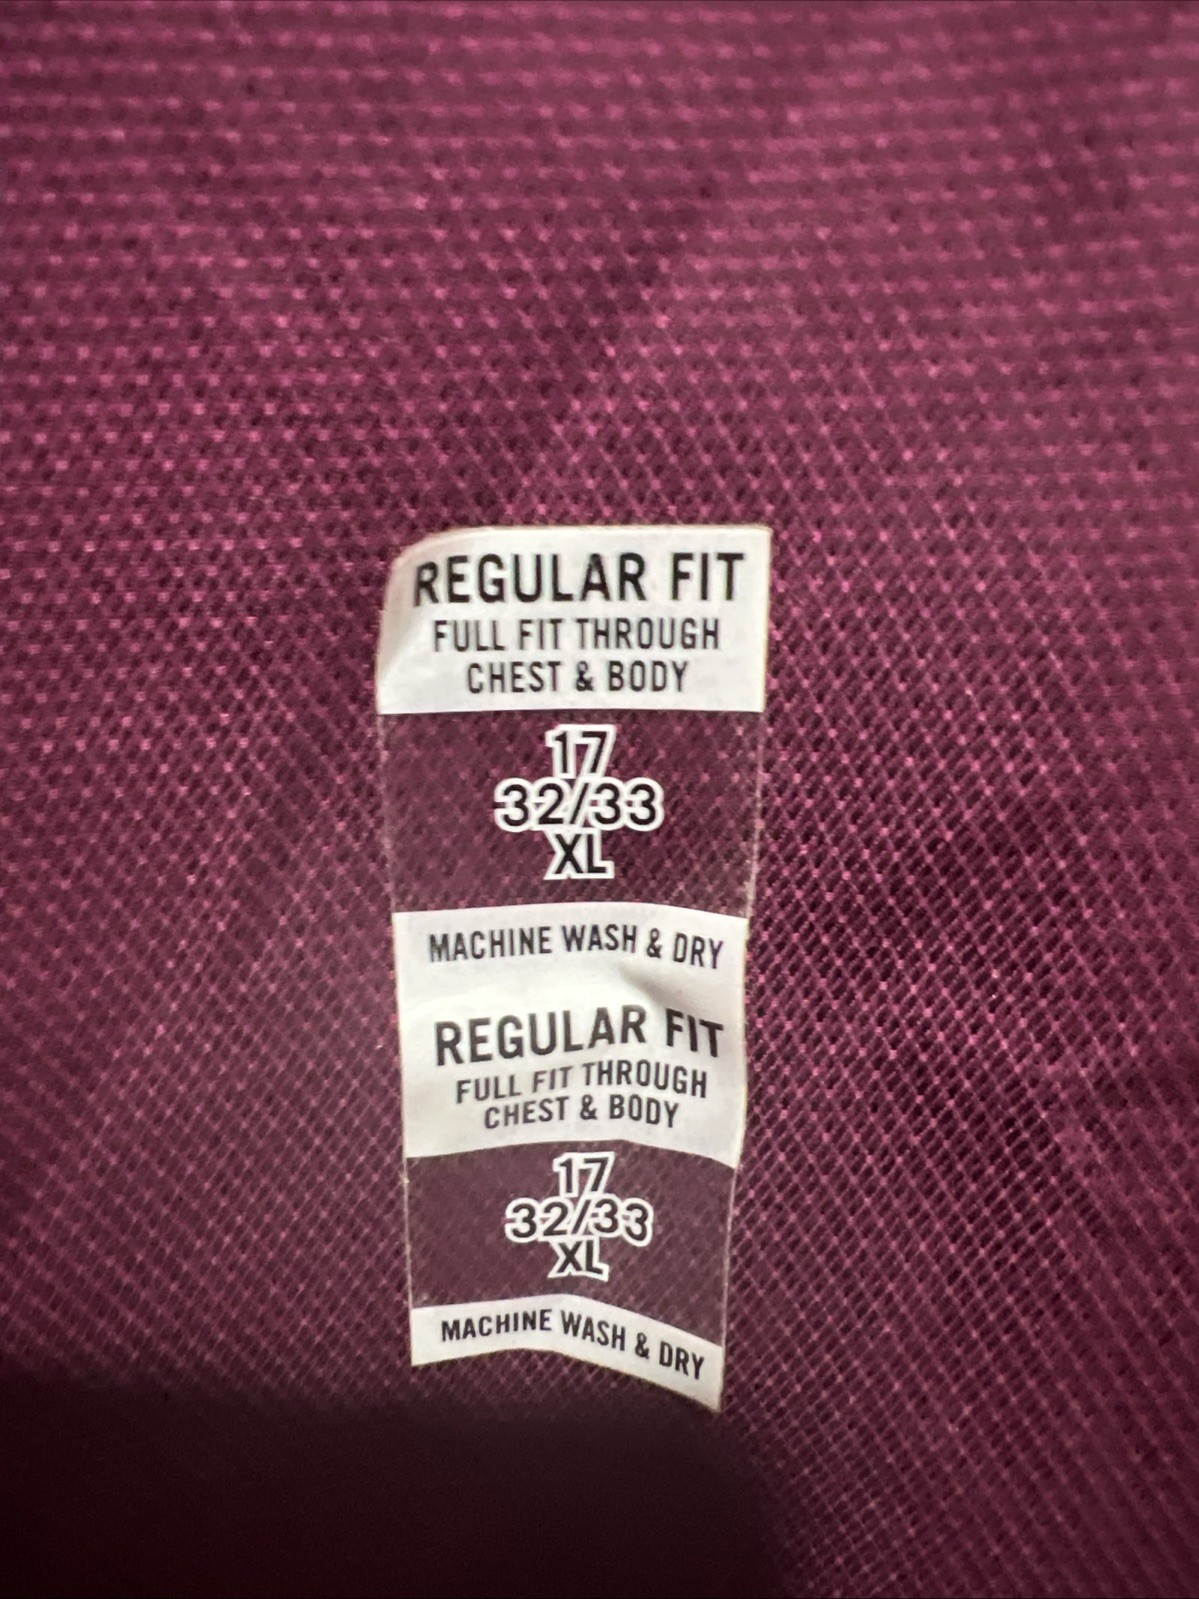 REGULAR FIT
FULL FIT THROUGH
CHEST & BODY
17
32/33
XL
MACHINE WASH & DRY
REGULAR FIT
FULL FIT THROUGH
CHEST & BODY
17
32/33
XL
MACHINE WASH & DRY